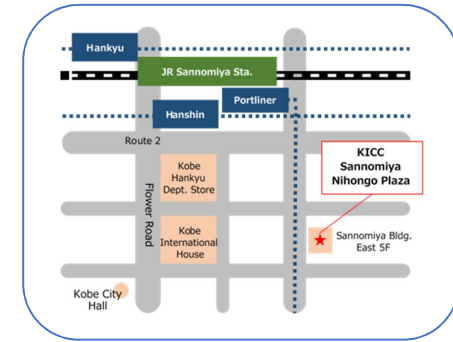 Hankyu
JR Sannomiya Sta.
Portliner
Hanshin
Route 2
KICC
Sannomiya
Nihongo Plaza
Kobe
Hankyu
Dept. Store
Flower Road
Kobe
International
House
Sannomiya Bldg.
East 5F
Kobe City
Hall